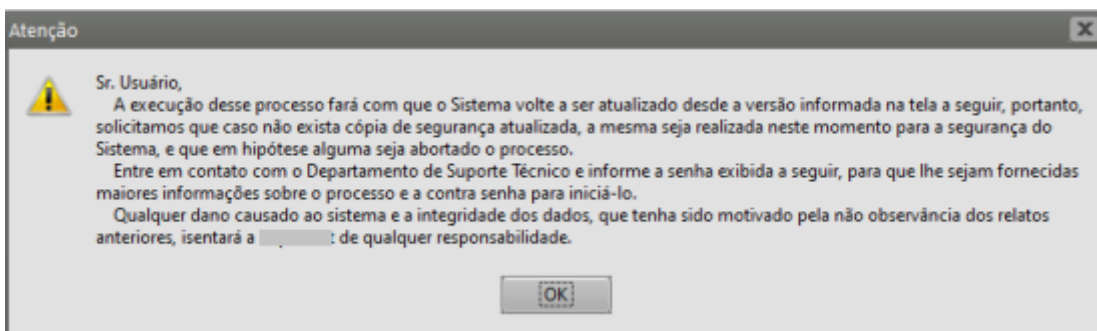 Atenção
Sr. Usuário,
A execução desse processo fará com que o Sistema volte a ser atualizado desde a versão informada na tela a seguir, portanto,
solicitamos que caso não exista cópia de segurança atualizada, a mesma seja realizada neste momento para a segurança do
Sistema, e que em hipótese alguma seja abortado o processo.
Entre em contato com o Departamento de Suporte Técnico e informe a senha exibida a seguir, para que lhe sejam fornecidas
maiores informações sobre o processo e a contra senha para iniciá-lo.
Qualquer dano causado ao sistema e a integridade dos dados, que tenha sido motivado pela não observância dos relatos
anteriores, isentará a de qualquer responsabilidade.
OK